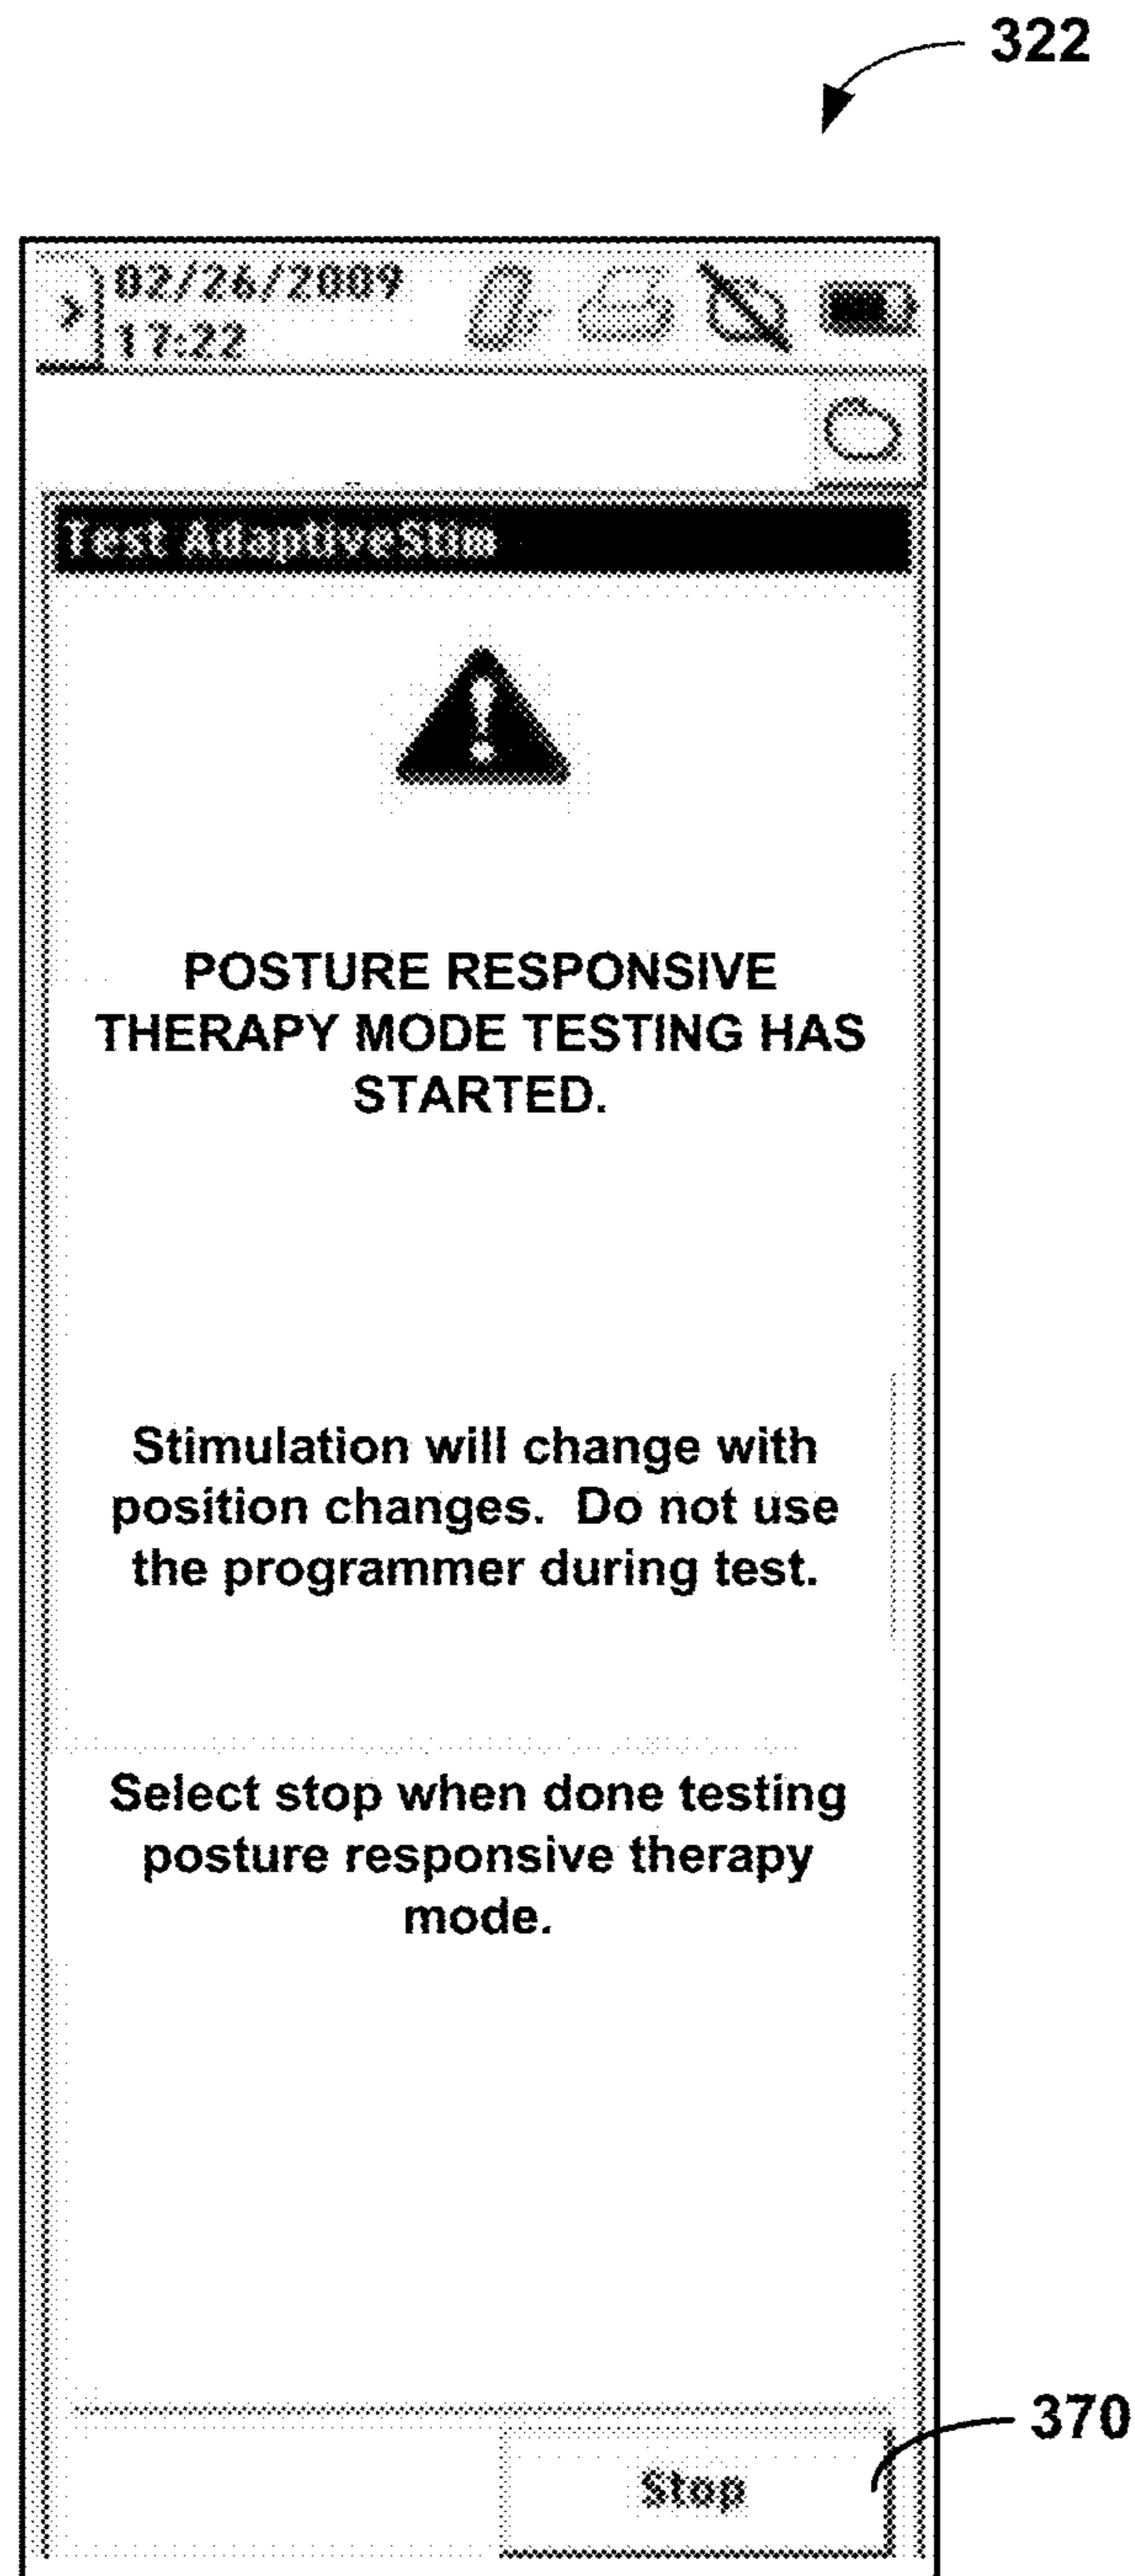 322
02/26/2009
17:22
Test AdaptiveStim
POSTURE RESPONSIVE
THERAPY MODE TESTING HAS
STARTED.
Stimulation will change with
position changes.  Do not use
the programmer during test.
Select stop when done testing
posture responsive therapy
mode.
370
Stop